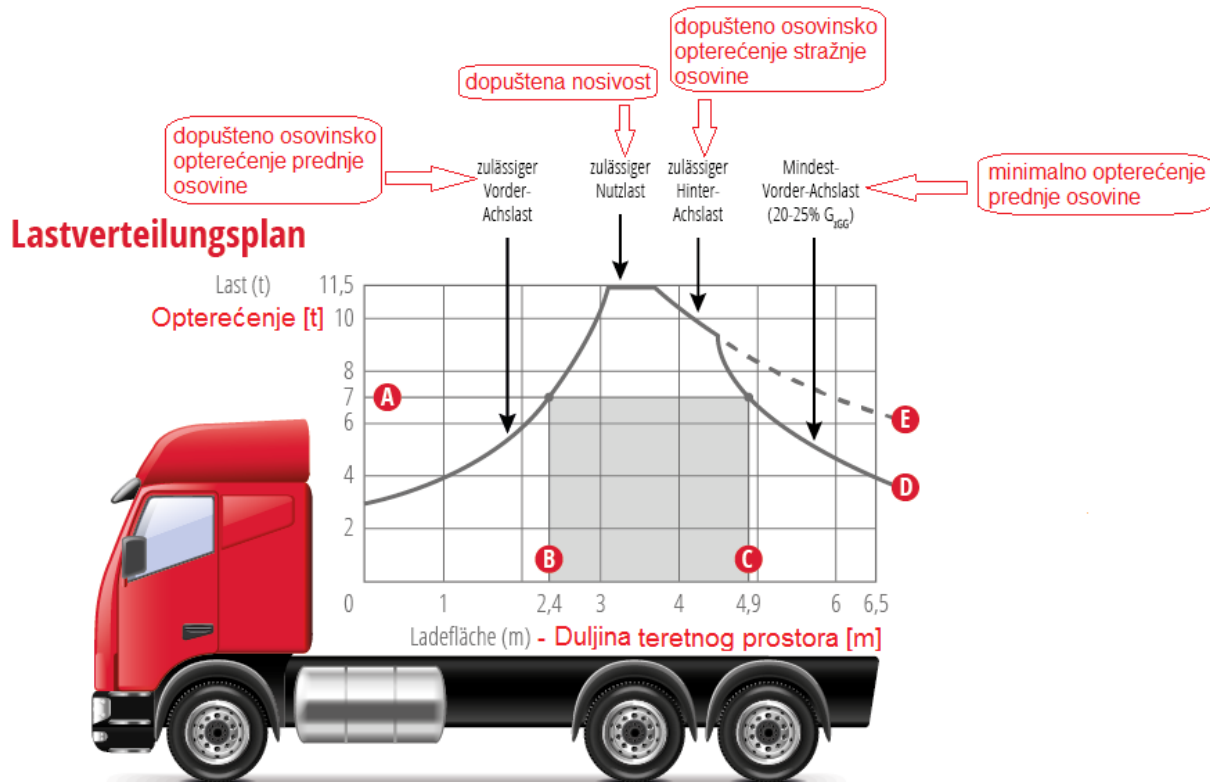 dopušteno osovinsko
opterećenje stražnje
osovine
dopuštena nosivost
dopušteno osovinsko
opterećenje prednje
osovine
minimalno opterećenje
prednje osovine
zulässiger
Vorder-
Achslast
zulässiger
Nutzlast
zulässiger
Hinter-
Achslast
Mindest-
Vorder-Achslast
(20-25% GzGG)
Lastverteilungsplan
Last (t)
Opterećenje [t]
11,5
10
8
7
6
4
2
A
B
C
E
D
0 1 2,4 3 4 4,9 6 6,5
Ladefläche (m) - Duljina teretnog prostora [m]